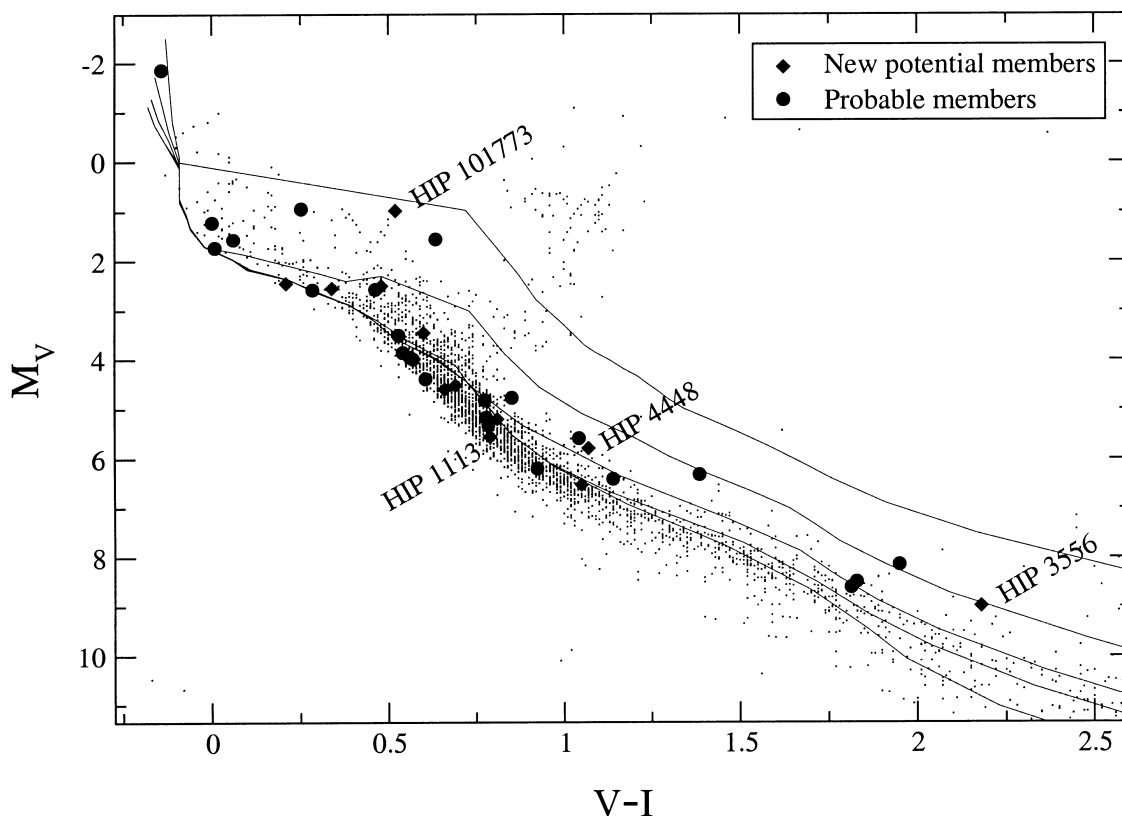 New potential members
Probable members
-2
0
2
4
6
8
10
M_V
HIP 101773
HIP 4448
HIP 1113
HIP 3556
0
0.5
1
1.5
2
2.5
V-I